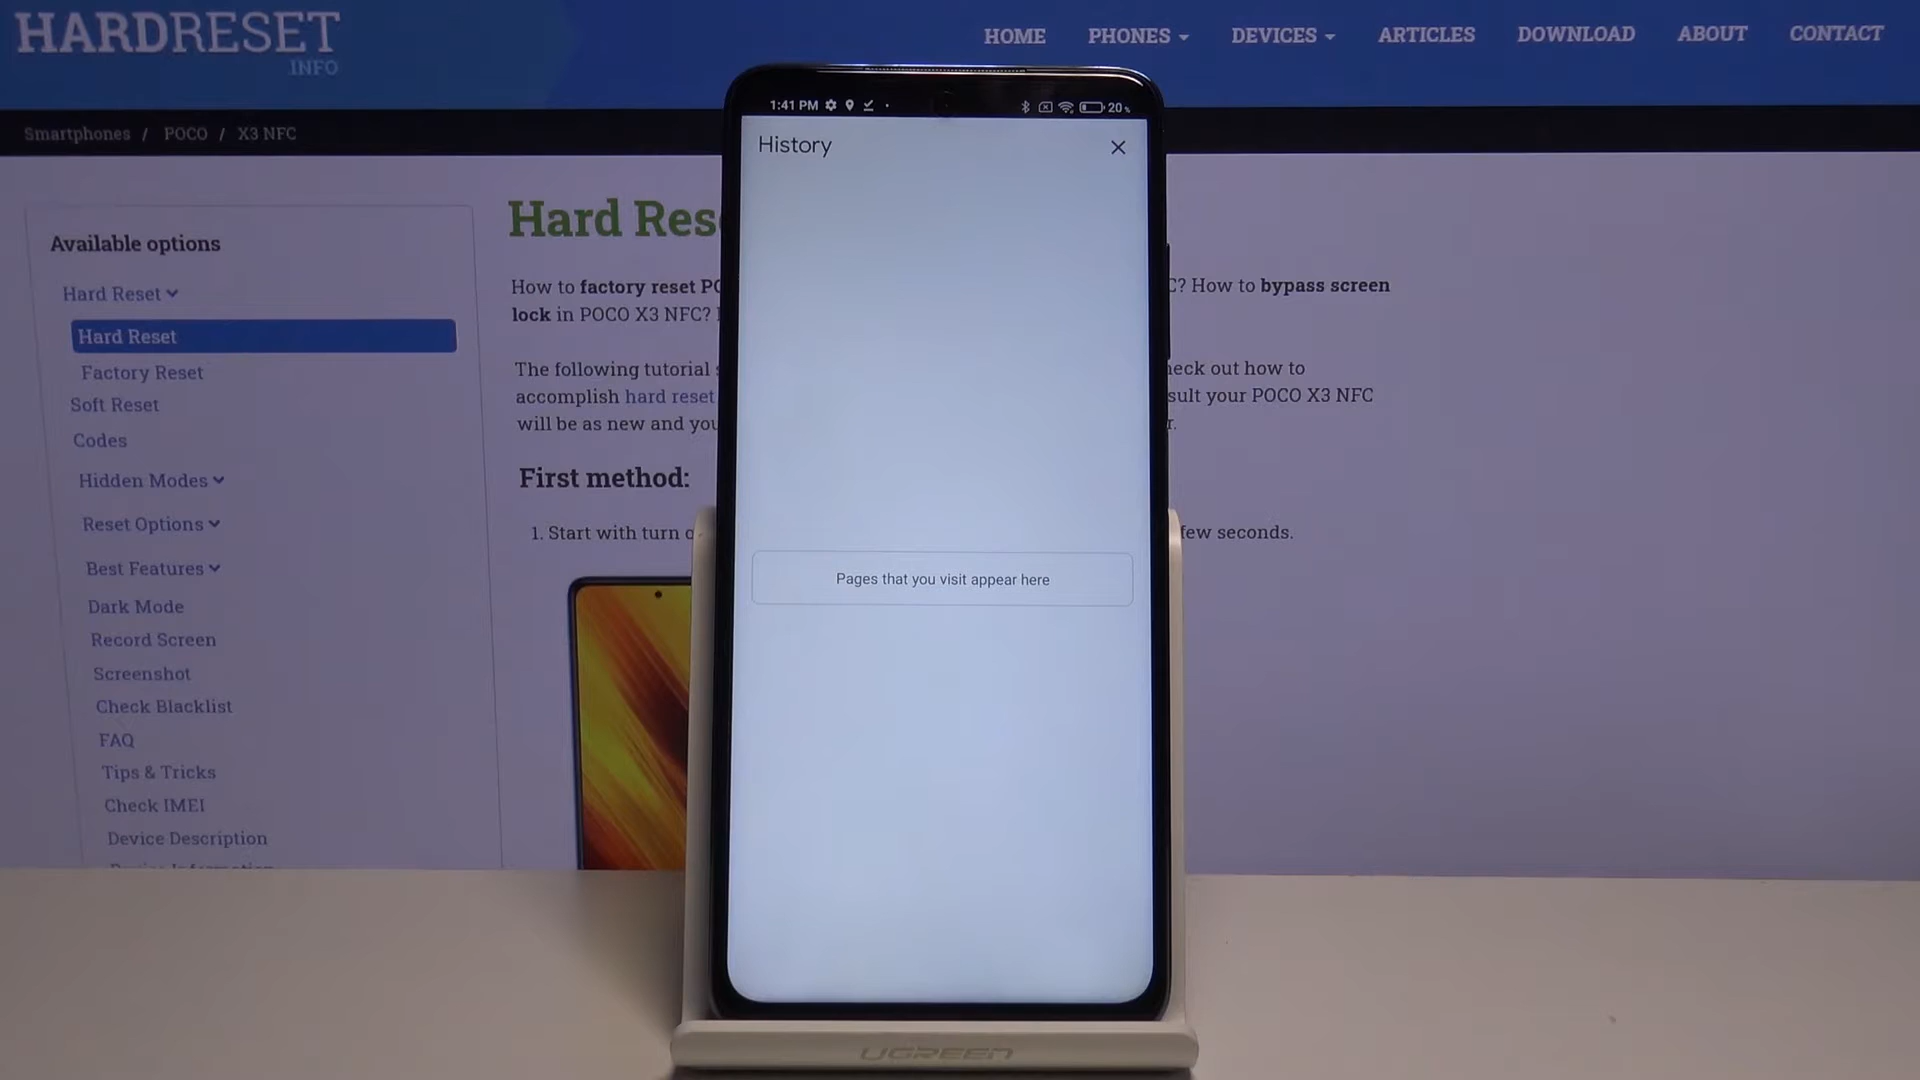 HARDRESET
.INFO
HOME PHONES DEVICES ARTICLES DOWNLOAD ABOUT CONTACT
Smartphones / POCO / X3 NFC
Available options
Hard Reset
Hard Reset
Factory Reset
Soft Reset
Codes
Hidden Modes
Reset Options
Best Features
Dark Mode
Record Screen
Screenshot
Check Blacklist
FAQ
Tips & Tricks
Check IMEI
Device Description
Hard Res
How to factory reset PO C? How to bypass screen
lock in POCO X3 NFC?
The following tutorial eck out how to
accomplish hard reset sult your POCO X3 NFC
will be as new and you r.
First method:
1. Start with turn few seconds.
1:41 PM 20%
History
Pages that you visit appear here
UGREEN